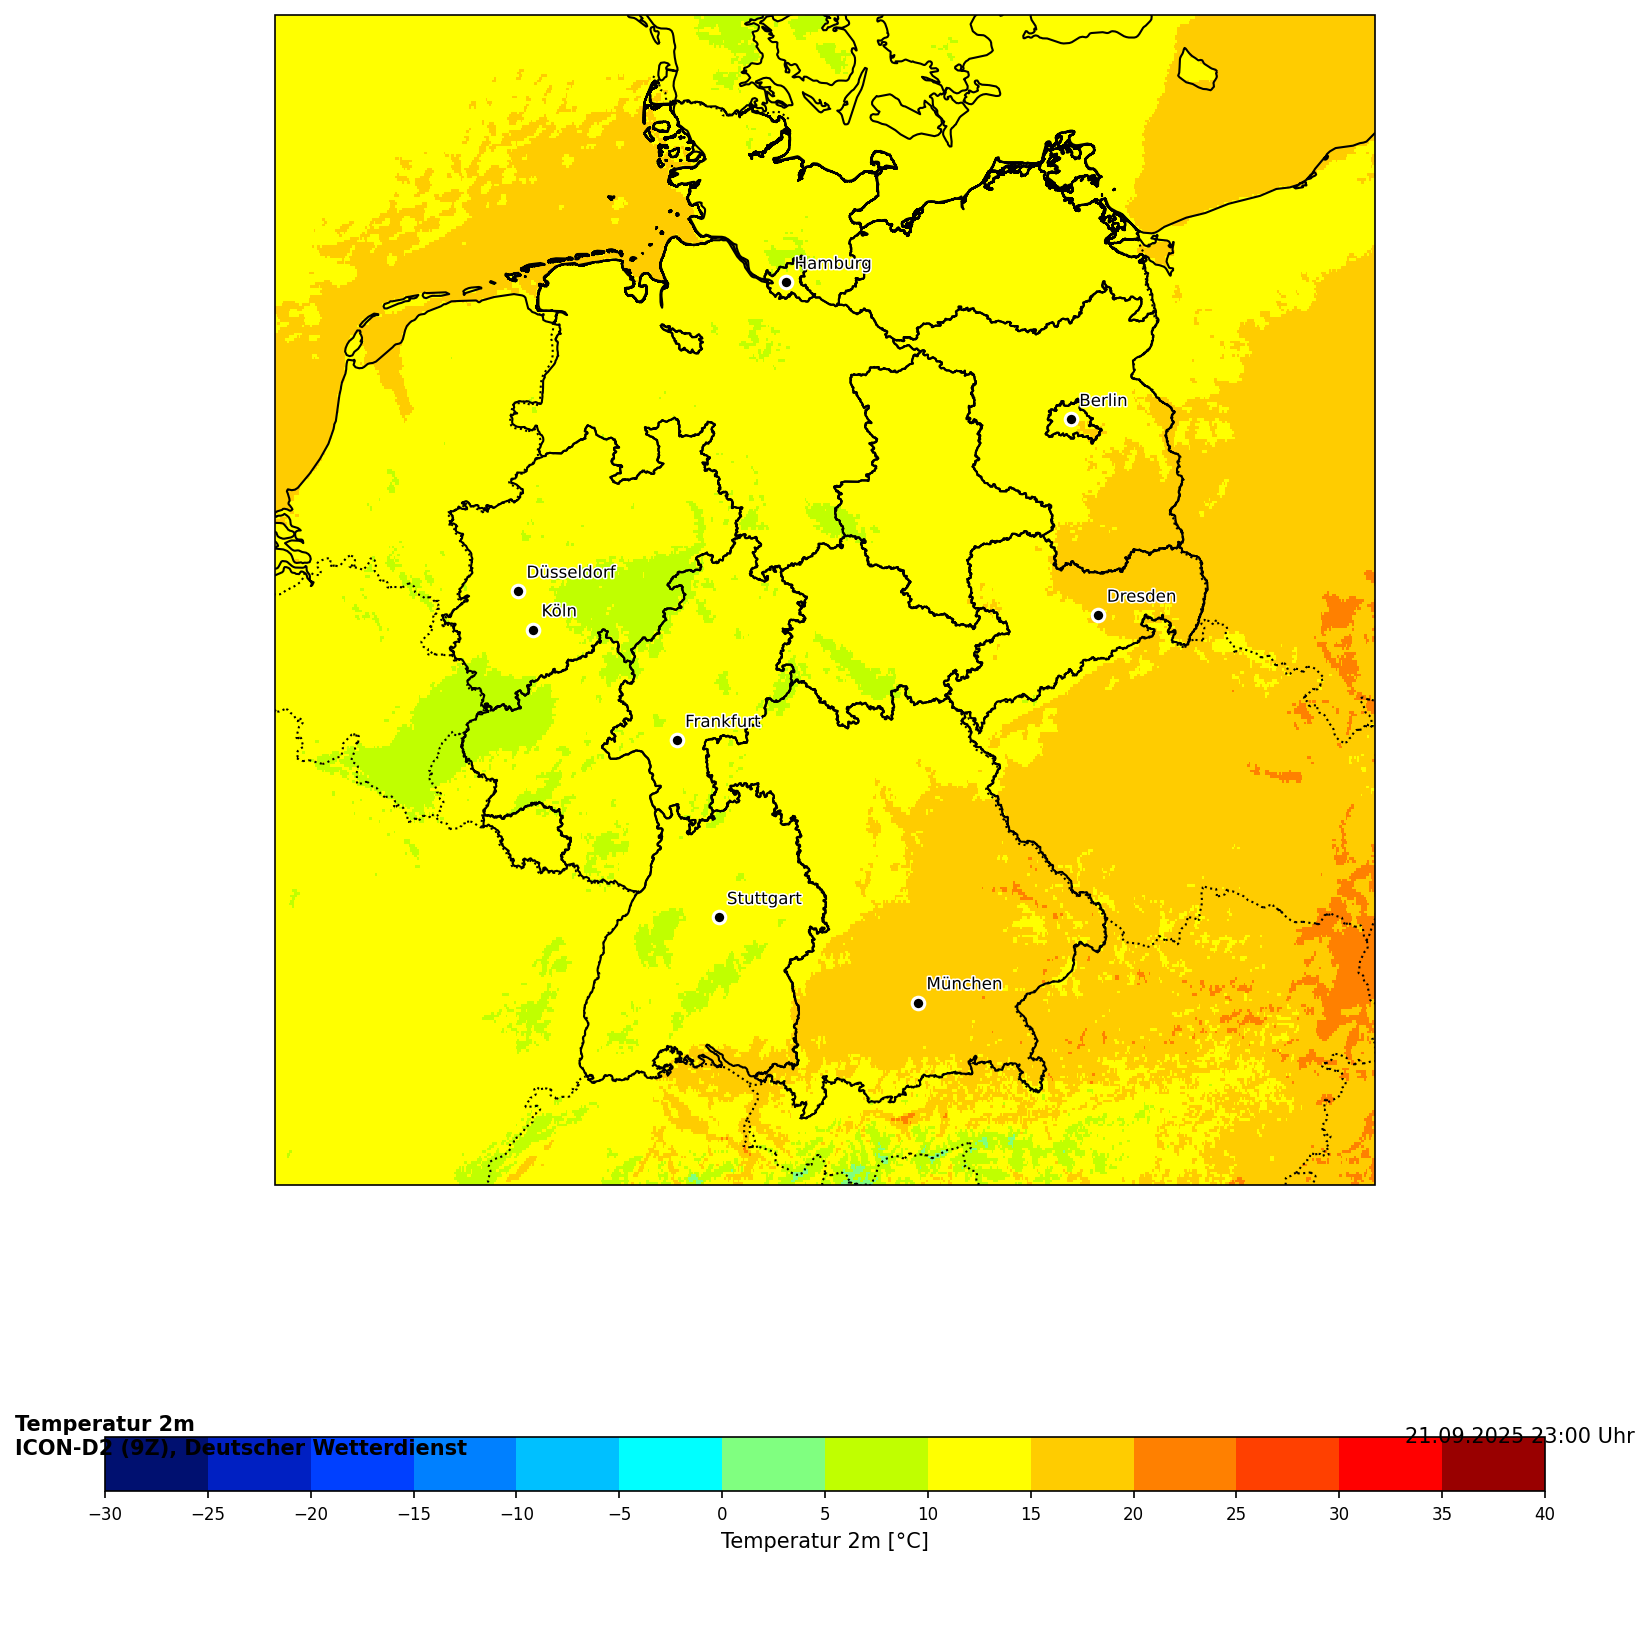 Hamburg
Berlin
Düsseldorf
Köln
Dresden
Frankfurt
Stuttgart
München
Temperatur 2m
ICON-D2 (9Z), Deutscher Wetterdienst
21.09.2025 23:00 Uhr
−30 −25 −20 −15 −10 −5 0 5 10 15 20 25 30 35 40
Temperatur 2m [°C]